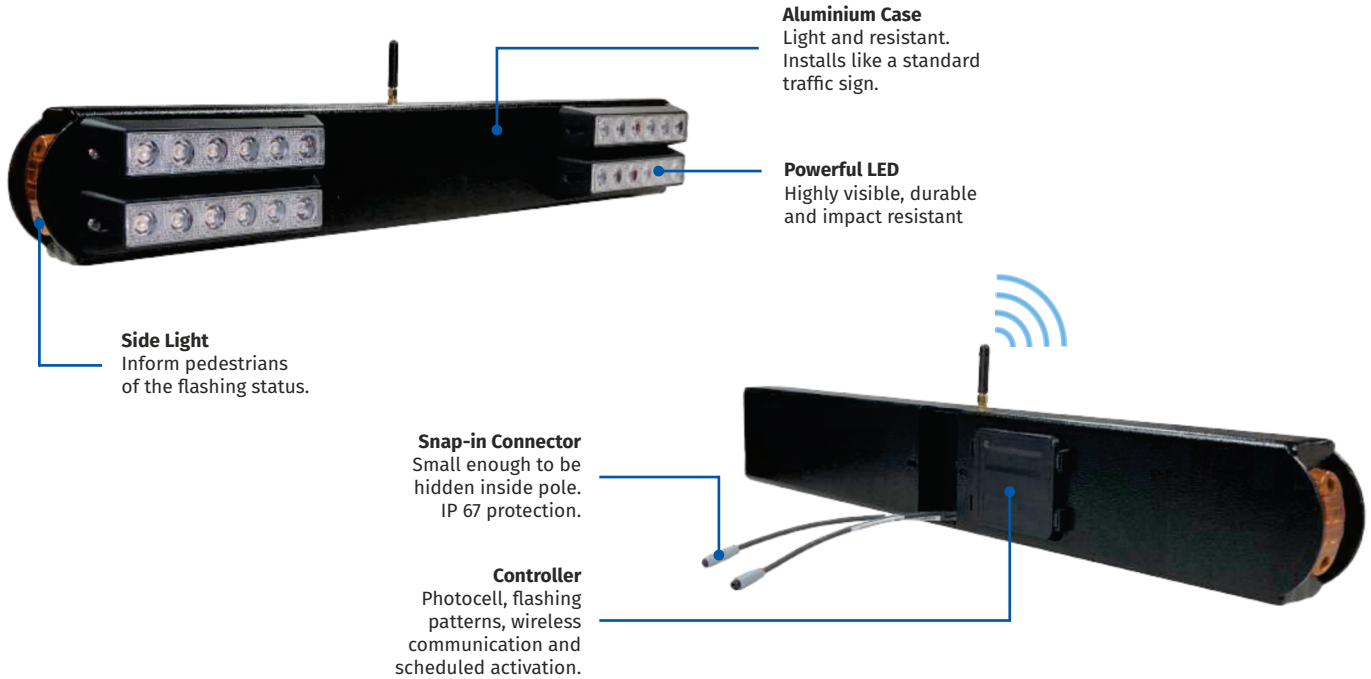 Aluminium Case
Light and resistant.
Installs like a standard
traffic sign.
Powerful LED
Highly visible, durable
and impact resistant
Side Light
Inform pedestrians
of the flashing status.
Snap-in Connector
Small enough to be
hidden inside pole.
IP 67 protection.
Controller
Photocell, flashing
patterns, wireless
communication and
scheduled activation.